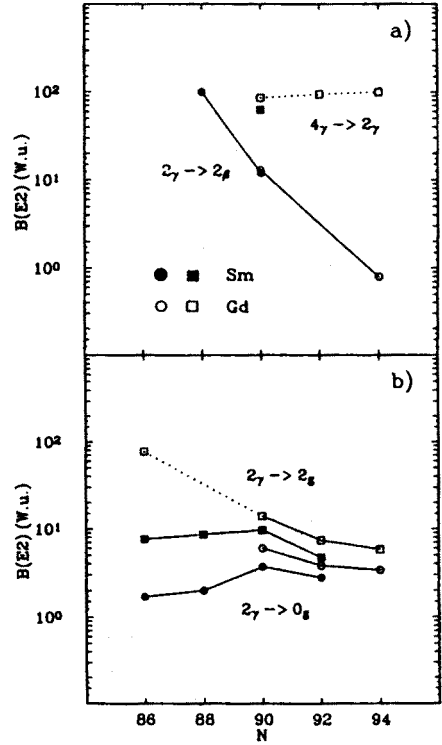 a)
10²
4γ -> 2γ
B(E2) (W.u.)
2γ -> 2β
10¹
Sm
10⁰
Gd
b)
10²
2γ -> 2g
B(E2) (W.u.)
10¹
2γ -> 0g
10⁰
86 88 90 92 94
N